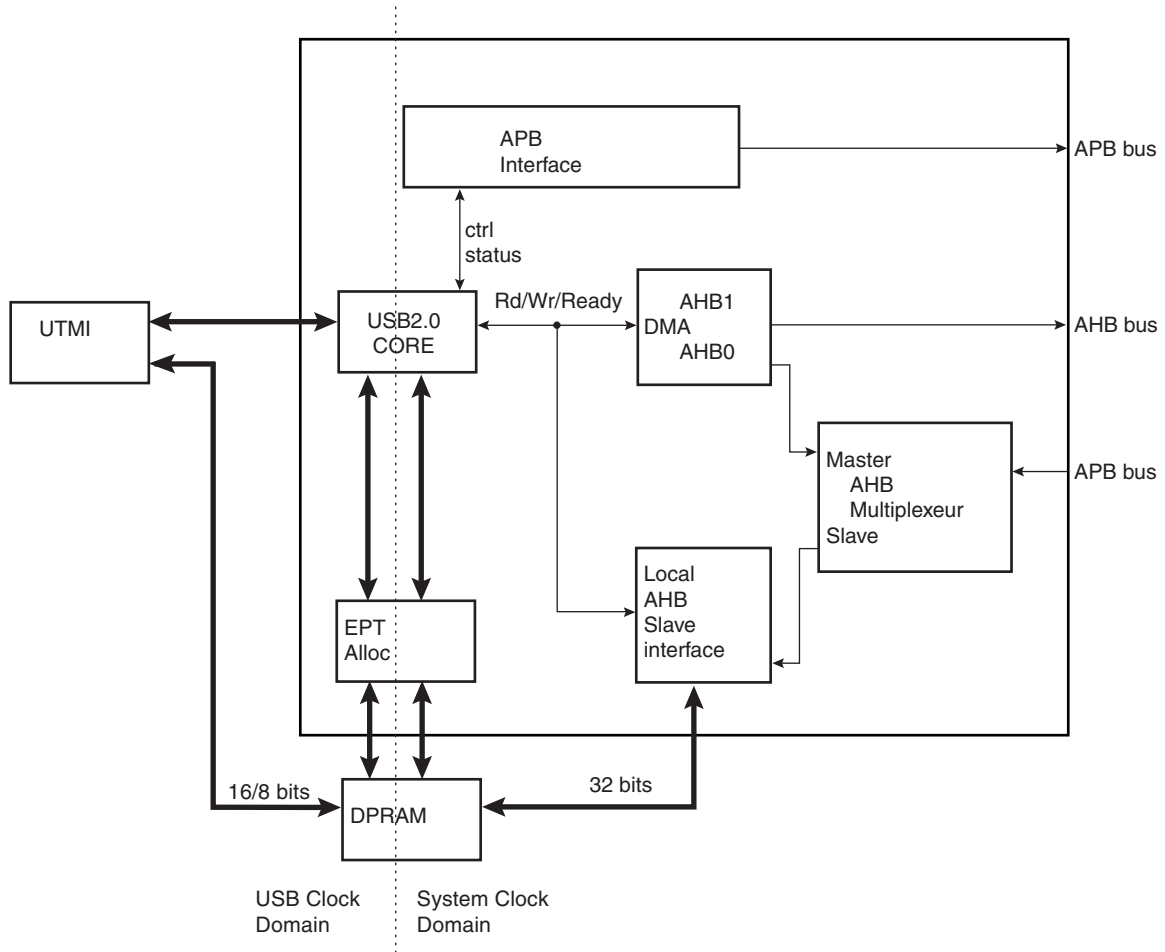 APB
Interface
APB bus
ctrl
status
UTMI
USB2.0
CORE
Rd/Wr/Ready
AHB1
DMA
AHB0
AHB bus
Master
AHB
Multiplexeur
Slave
APB bus
Local
AHB
Slave
interface
EPT
Alloc
16/8 bits
DPRAM
32 bits
USB Clock
Domain
System Clock
Domain